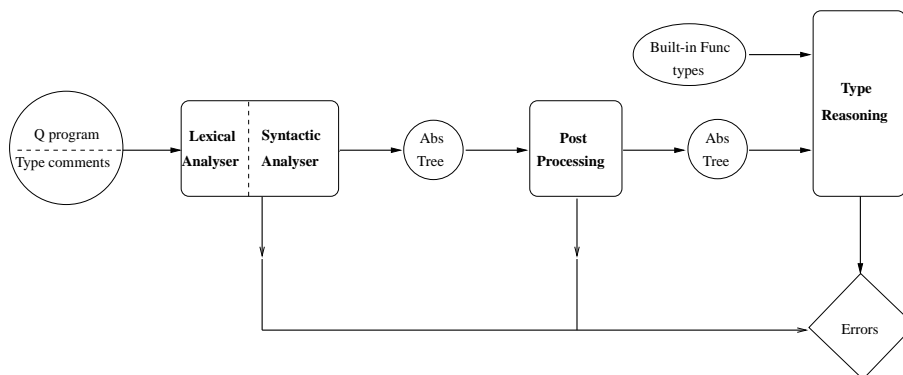 Q program
Type comments
Lexical
Analyser
Syntactic
Analyser
Abs
Tree
Post
Processing
Abs
Tree
Built-in Func
types
Type
Reasoning
Errors